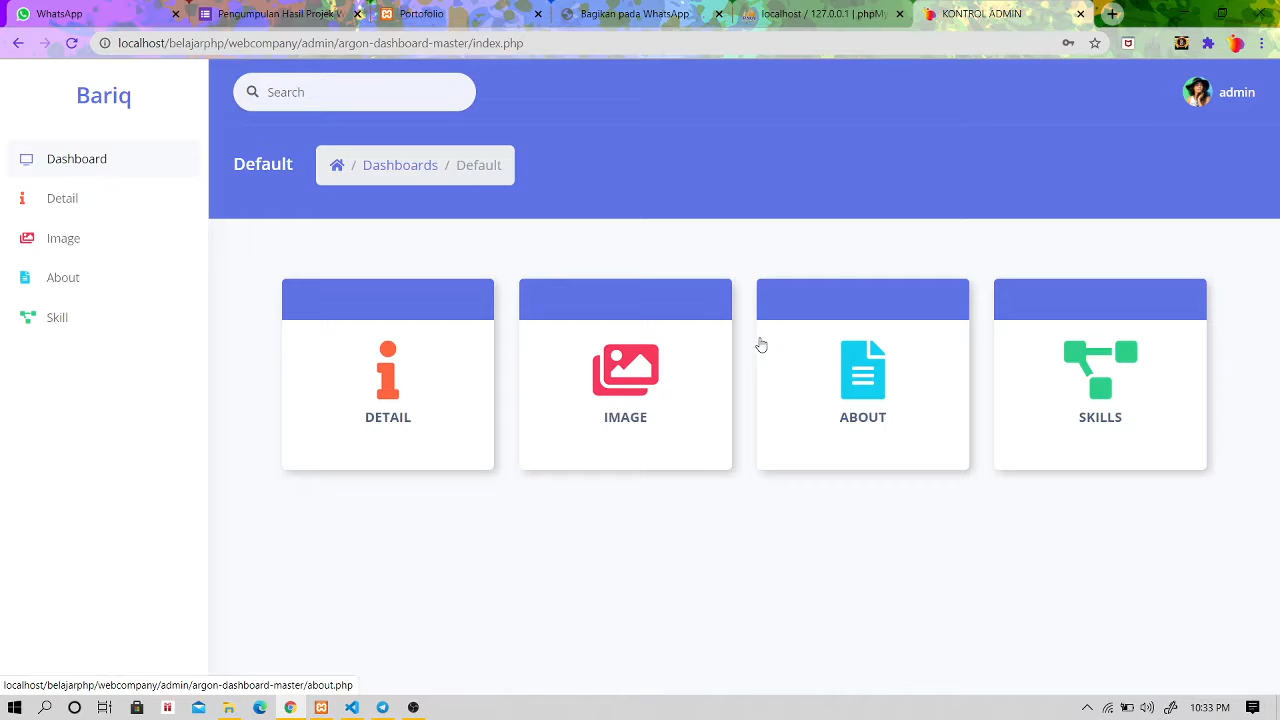 WhatsApp
Pengumpulan Hasil Projek W
Portofolio
Bagikan pada WhatsApp
localhost / 127.0.0.1 | phpMy
KONTROL ADMIN
localhost/belajarphp/webcompany/admin/argon-dashboard-master/index.php
Bariq
Search
admin
Default
/ Dashboards / Default
Dashboard
Detail
Image
About
Skill
DETAIL
IMAGE
ABOUT
SKILLS
localhost/belajarphp/webcompany/admin/argon-dashboard-master/about.php
10:33 PM